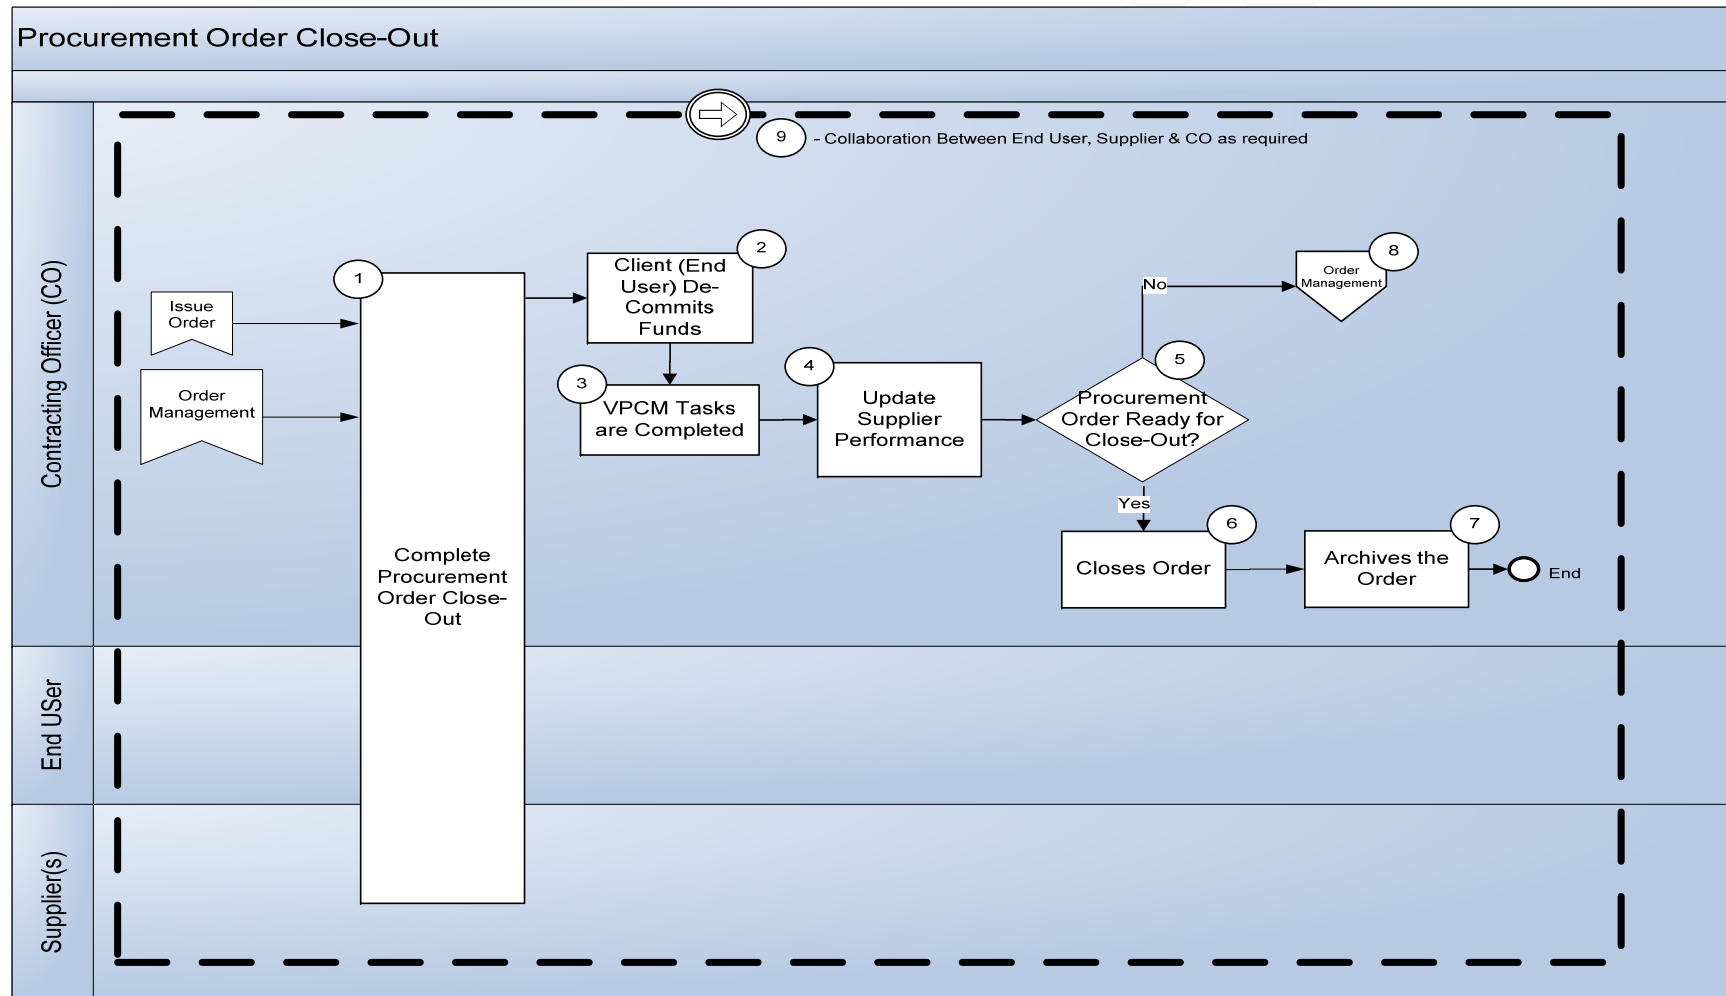 Procurement Order Close-Out
9
- Collaboration Between End User, Supplier & CO as required
Contracting Officer (CO)
Issue
Order
Order
Management
1
Complete
Procurement
Order Close-
Out
2
Client (End
User) De-
Commits
Funds
3
VPCM Tasks
are Completed
4
Update
Supplier
Performance
5
Procurement
Order Ready for
Close-Out?
No
8
Order
Management
Yes
6
Closes Order
7
Archives the
Order
End
End USer
Supplier(s)